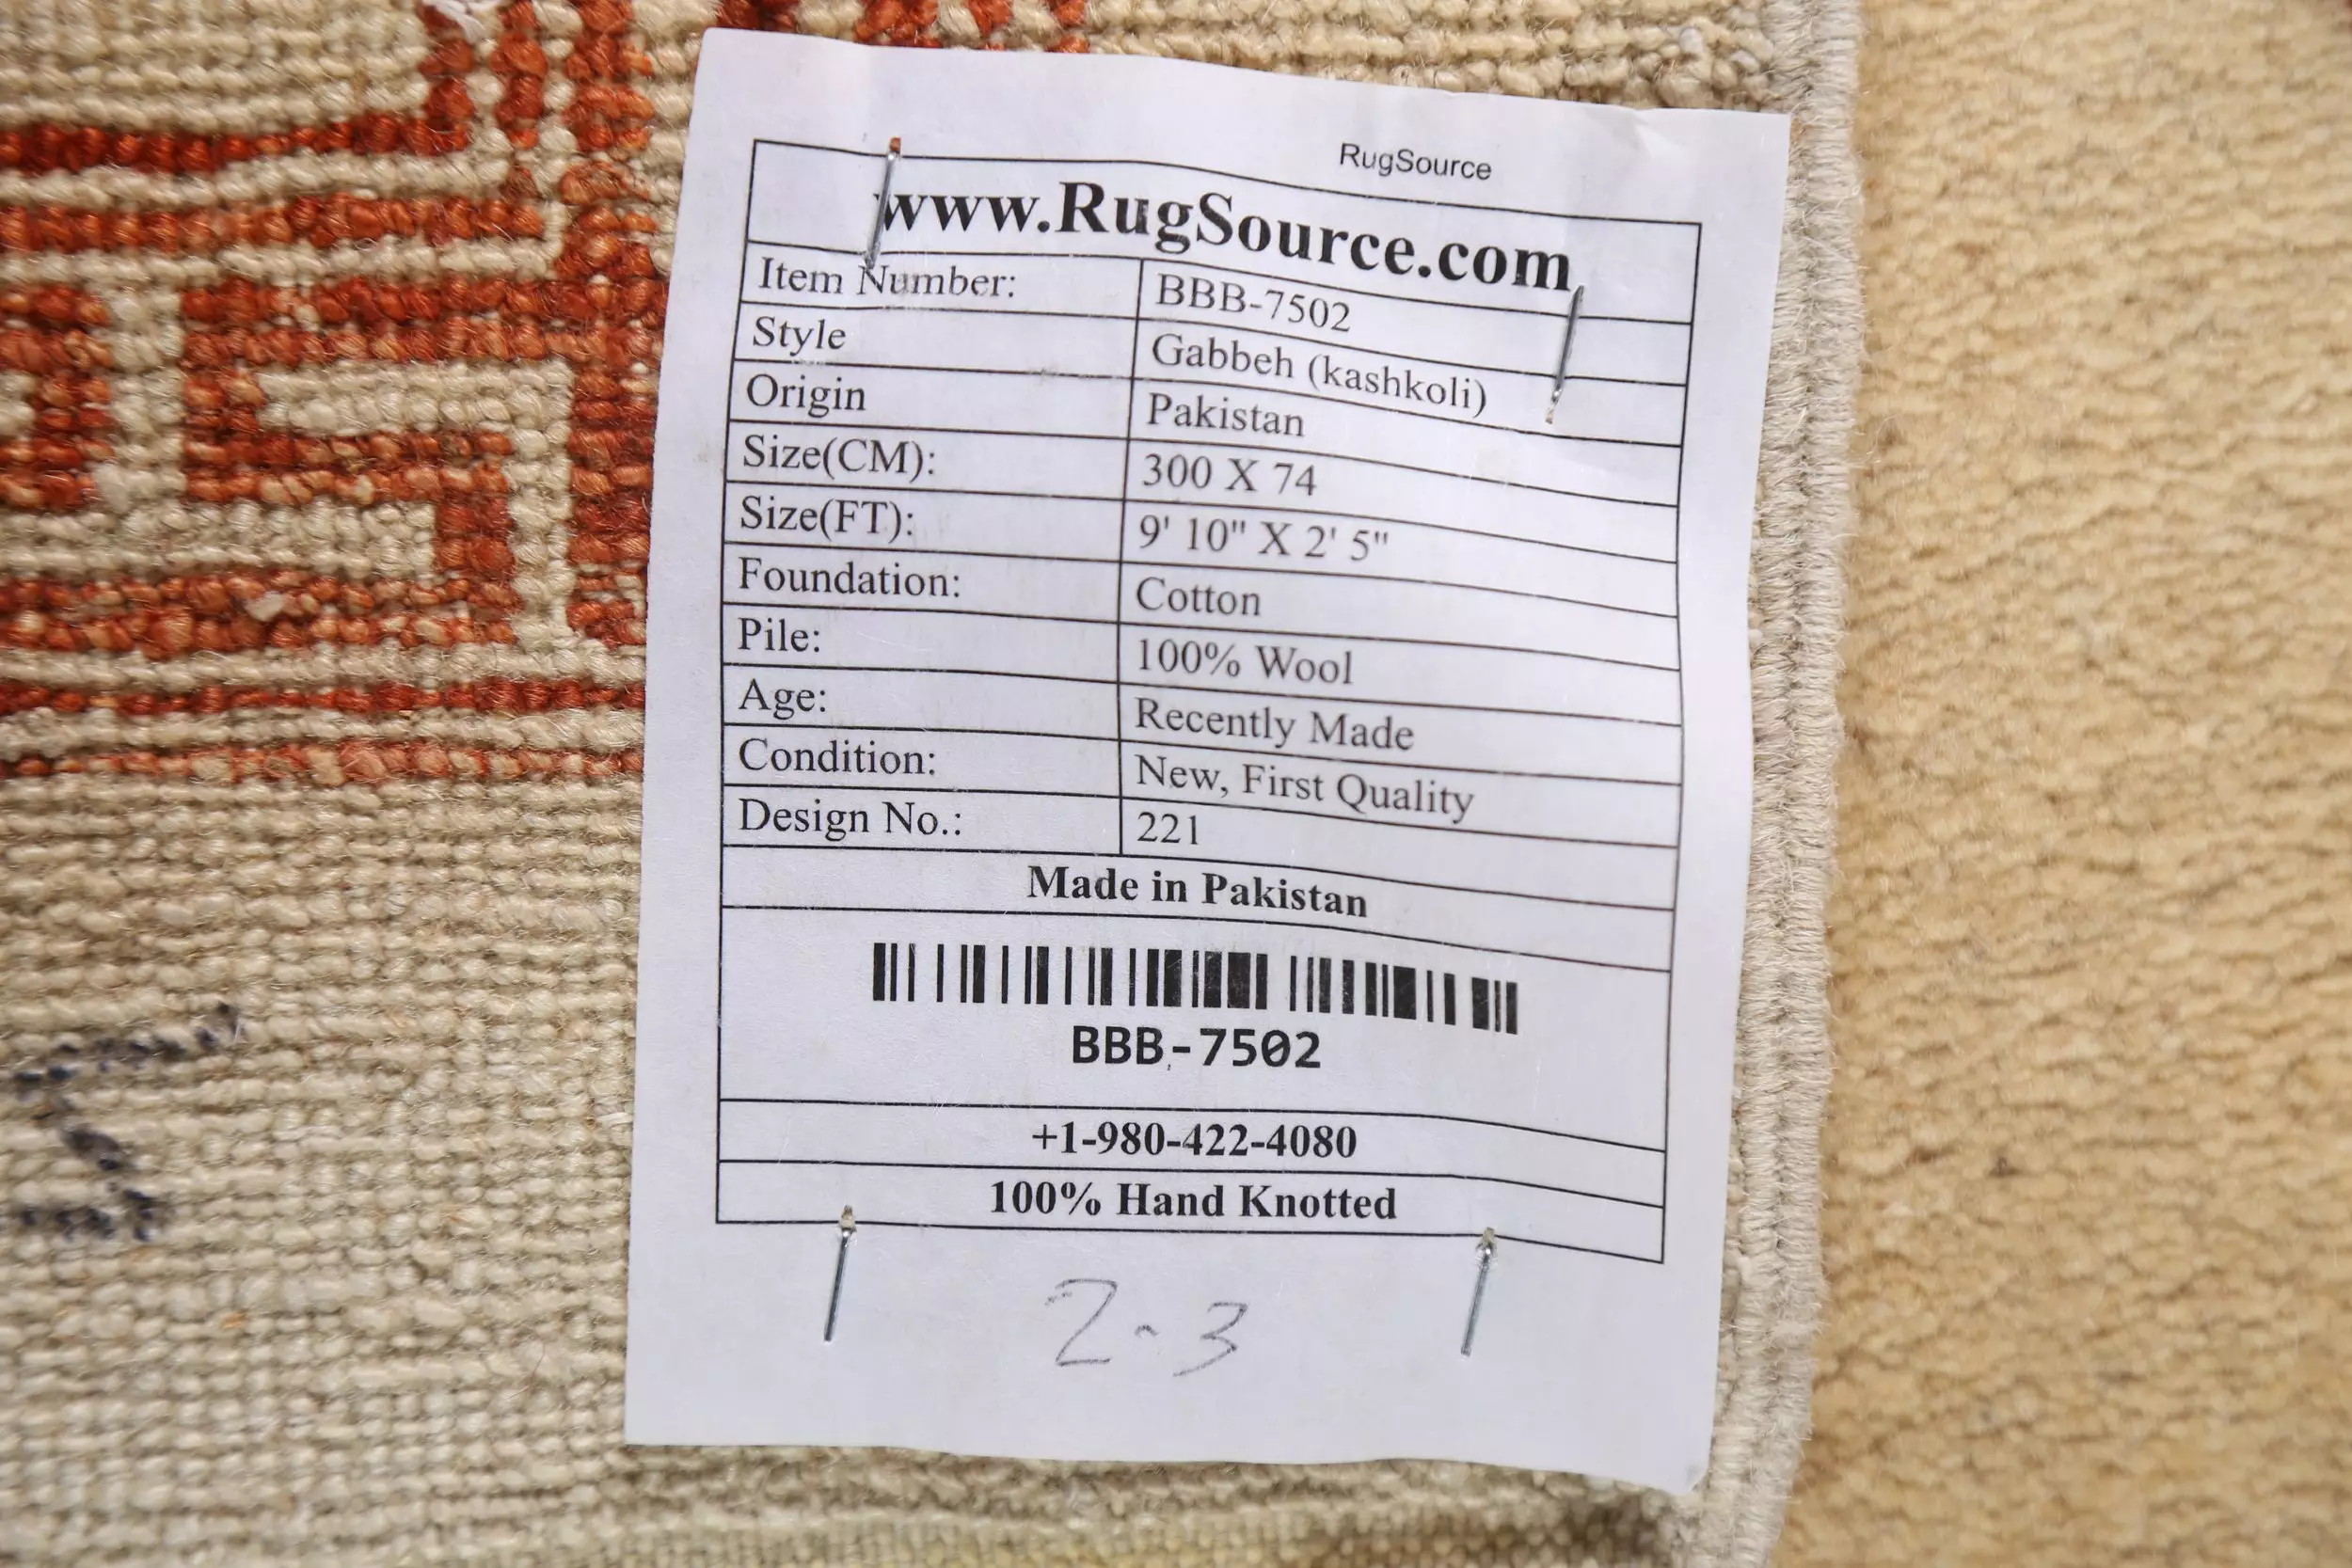 RugSource
www.RugSource.com
Item Number: BBB-7502
Style Gabbeh (kashkoli)
Origin Pakistan
Size(CM): 300 X 74
Size(FT): 9' 10" X 2' 5"
Foundation: Cotton
Pile: 100% Wool
Age: Recently Made
Condition: New, First Quality
Design No.: 221
Made in Pakistan
BBB-7502
+1-980-422-4080
100% Hand Knotted
2-3